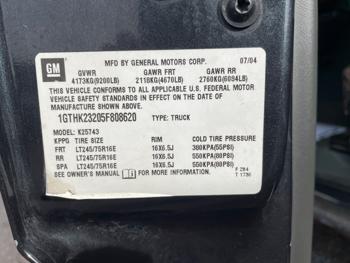 GM
MFD BY GENERAL MOTORS CORP. 07/04
GVWR GAWR FRT GAWR RR
4173KG(9200LB) 2118KG(4670LB) 2760KG(6084LB)
THIS VEHICLE CONFORMS TO ALL APPLICABLE U.S. FEDERAL MOTOR
VEHICLE SAFETY STANDARDS IN EFFECT ON THE DATE OF
MANUFACTURE SHOWN ABOVE.
1GTHK23205F808620 TYPE: TRUCK
MODEL: K25743
KPPG TIRE SIZE RIM COLD TIRE PRESSURE
FRT LT245/75R16E 16X6.5J 380KPA(55PSI)
RR LT245/75R16E 16X6.5J 550KPA(80PSI)
SPA LT245/75R16E 16X6.5J 550KPA(80PSI)
SEE OWNER'S MANUAL FOR MORE INFORMATION
F 284
T 1736